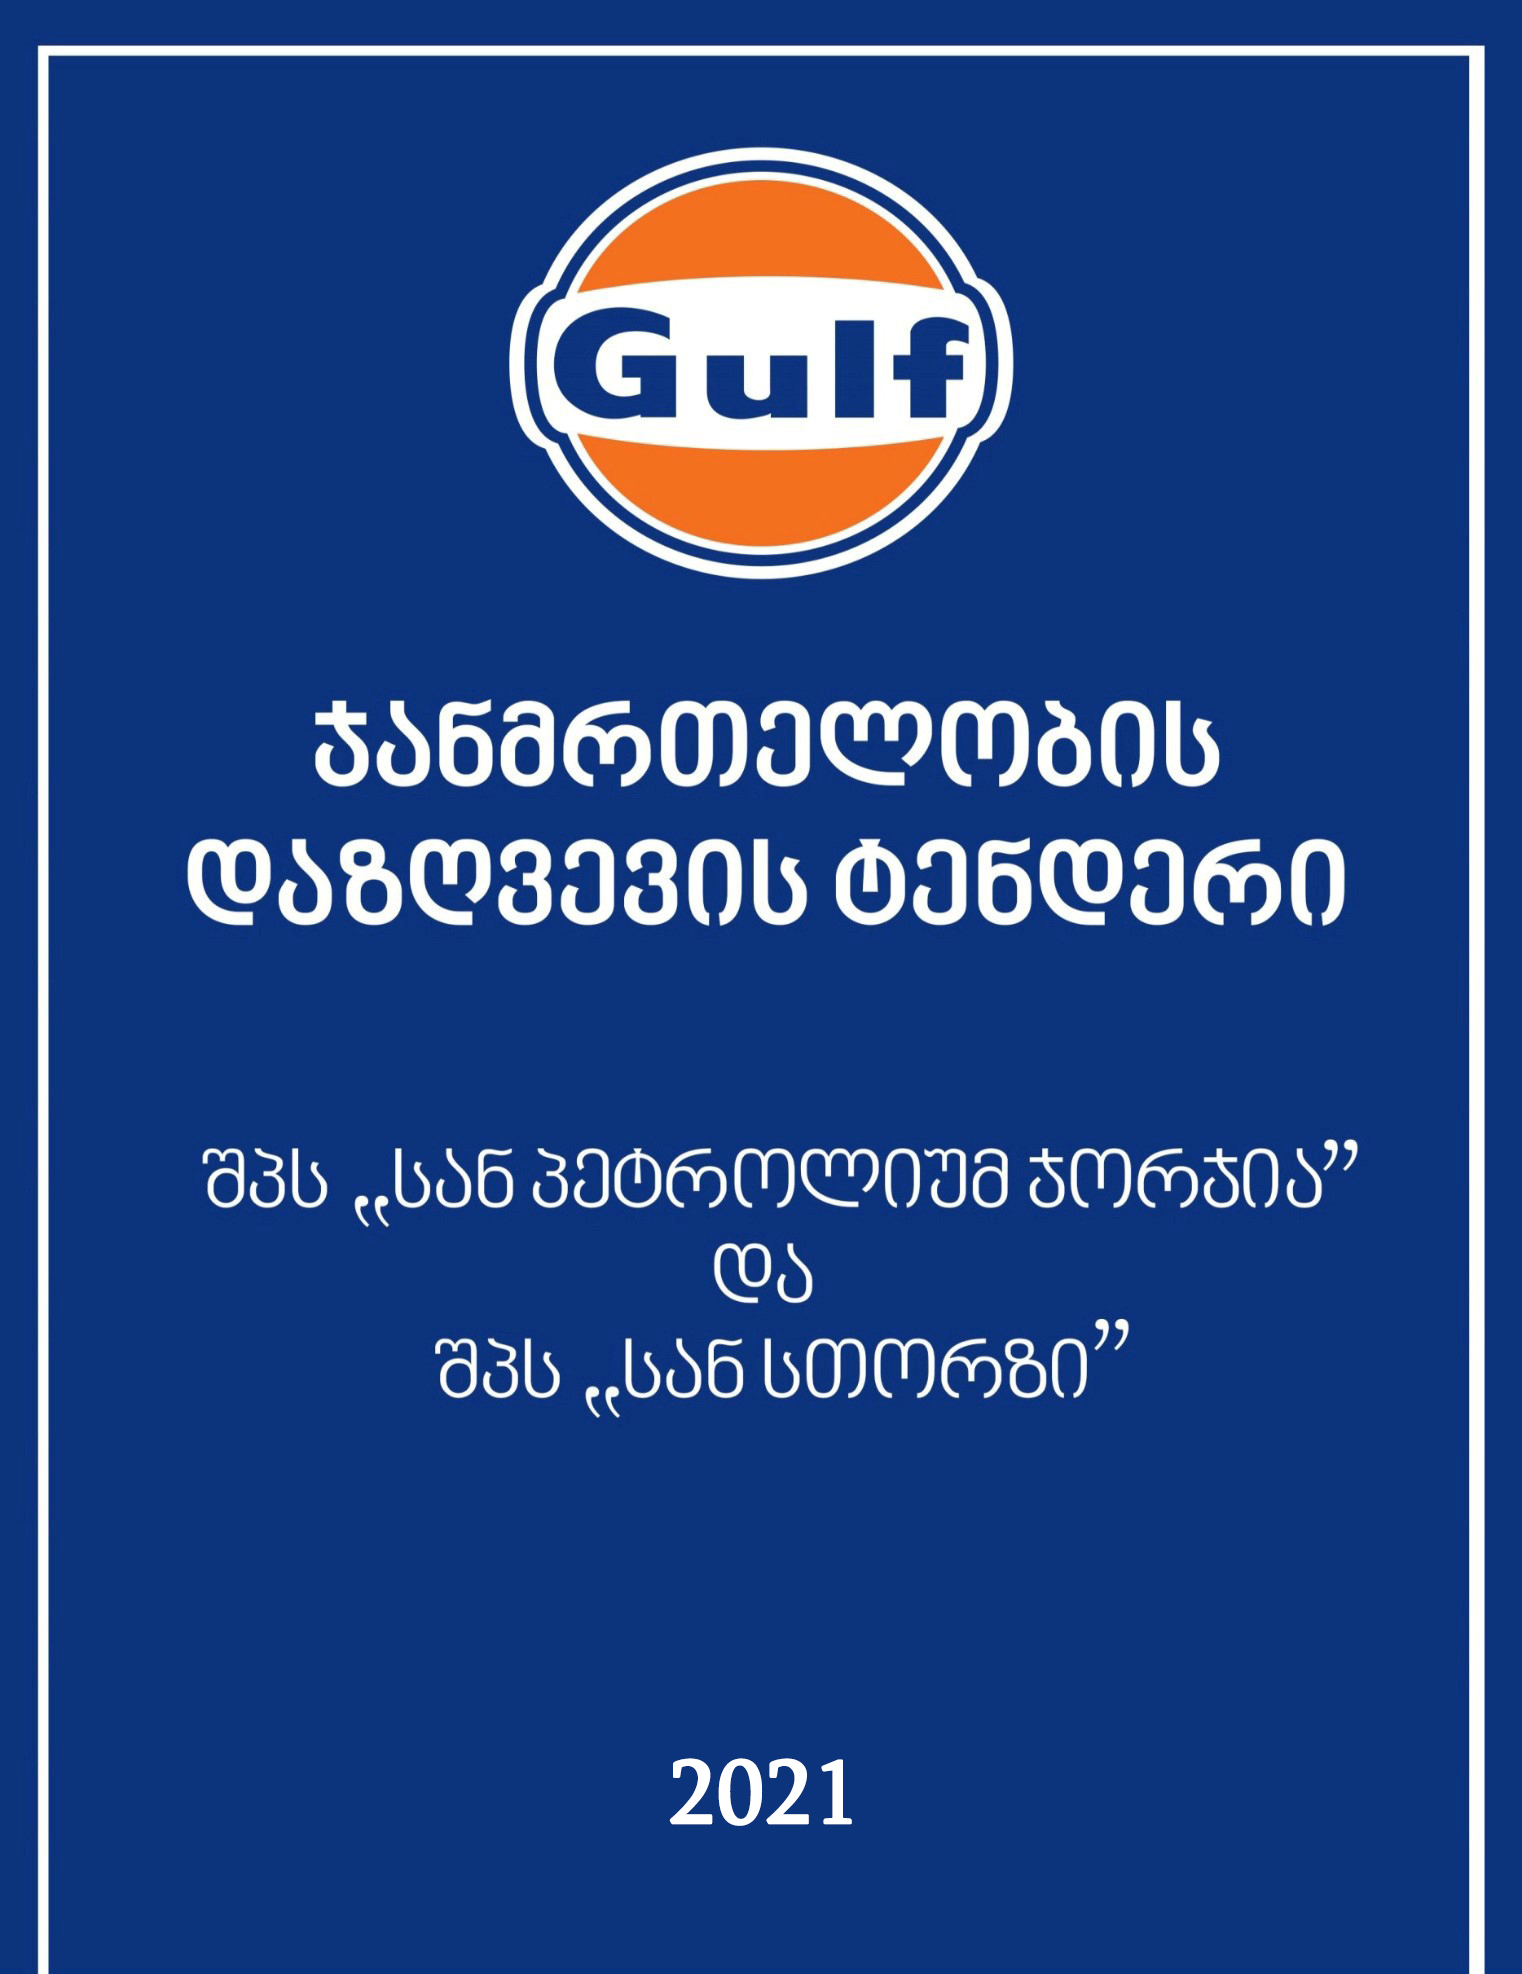 Gulf
ჯანმრთელობის
დაზღვევის ტენდერი
შპს „სან პეტროლიუმ ჯორჯია”
და
შპს „სან სთორზი”
2021